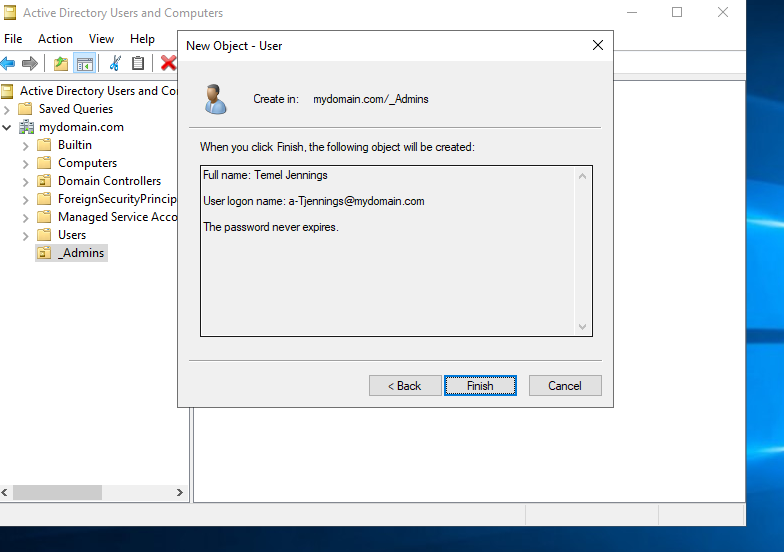 Active Directory Users and Computers
File Action View Help
New Object - User
Create in: mydomain.com/_Admins
When you click Finish, the following object will be created:
Full name: Temel Jennings
User logon name: a-Tjennings@mydomain.com
The password never expires.
< Back Finish Cancel
Active Directory Users and Co
Saved Queries
mydomain.com
Builtin
Computers
Domain Controllers
ForeignSecurityPrincip
Managed Service Acco
Users
_Admins